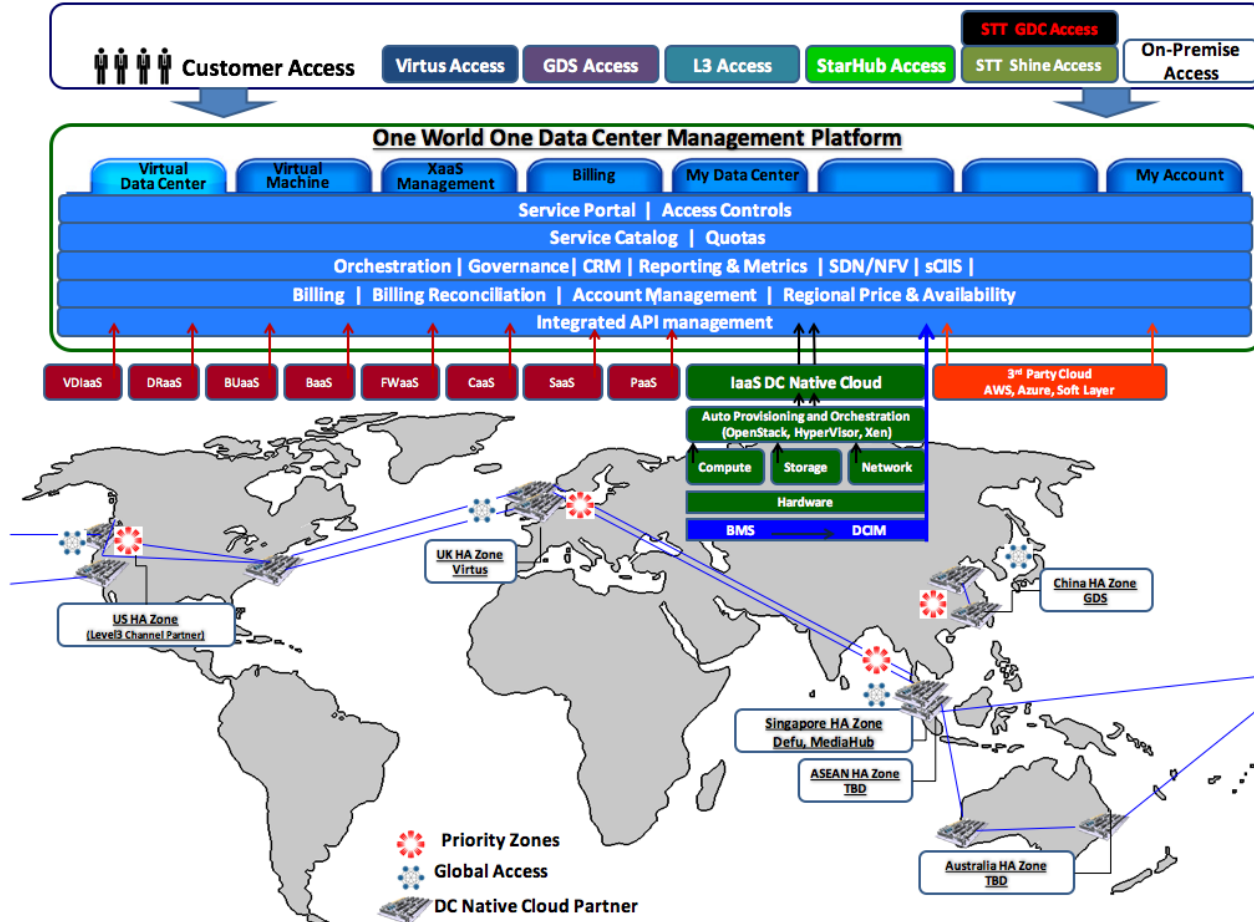 STT GDC Access
Customer Access
Virtus Access
GDS Access
L3 Access
StarHub Access
STT Shine Access
On-Premise
Access
One World One Data Center Management Platform
Virtual
Data Center
Virtual
Machine
XaaS
Management
Billing
My Data Center
My Account
Service Portal | Access Controls
Service Catalog | Quotas
Orchestration | Governance | CRM | Reporting & Metrics | SDN/NFV | sCIIS |
Billing | Billing Reconciliation | Account Management | Regional Price & Availability
Integrated API management
VDIaaS
DRaaS
BUaaS
BaaS
FWaaS
CaaS
SaaS
PaaS
IaaS DC Native Cloud
3rd Party Cloud
AWS, Azure, Soft Layer
Auto Provisioning and Orchestration
(OpenStack, HyperVisor, Xen)
Compute
Storage
Network
Hardware
BMS
DCIM
UK HA Zone
Virtus
China HA Zone
GDS
US HA Zone
(Level3 Channel Partner)
Singapore HA Zone
Defu, MediaHub
ASEAN HA Zone
TBD
Australia HA Zone
TBD
Priority Zones
Global Access
DC Native Cloud Partner